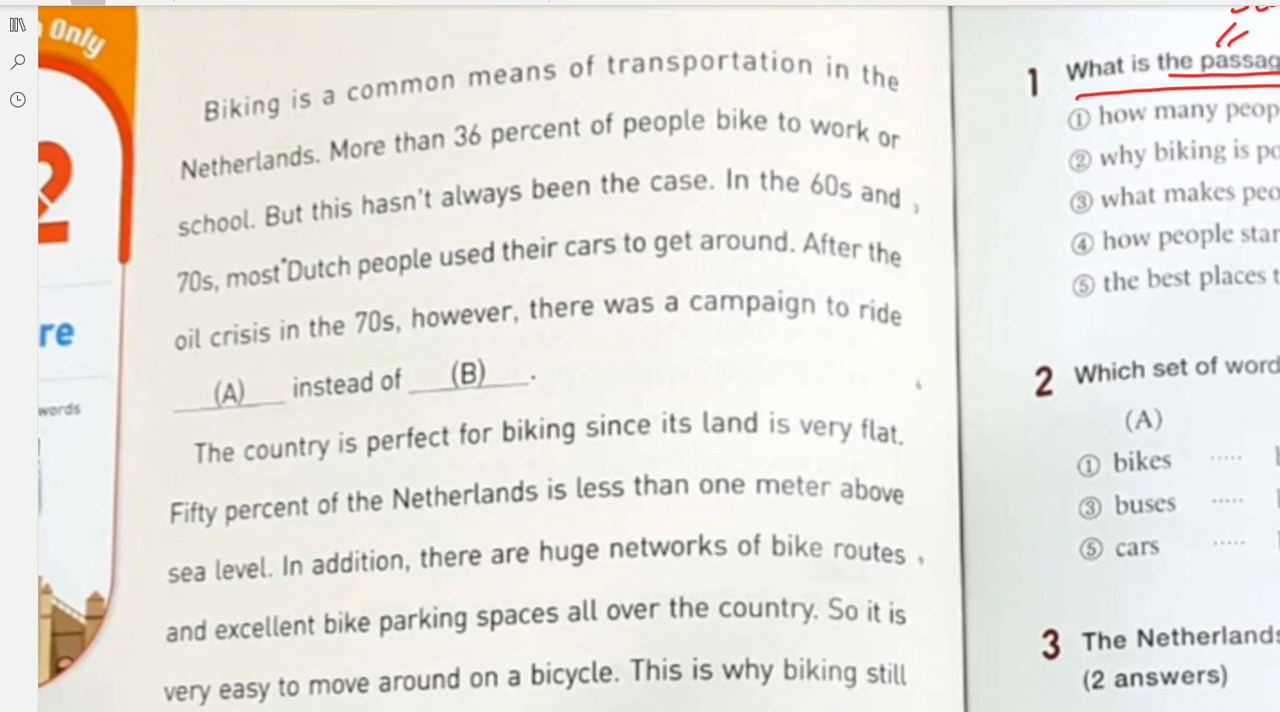 Only
2
re
words
Biking is a common means of transportation in the
Netherlands. More than 36 percent of people bike to work or
school. But this hasn't always been the case. In the 60s and
70s, most*Dutch people used their cars to get around. After the
oil crisis in the 70s, however, there was a campaign to ride
(A) instead of (B).
The country is perfect for biking since its land is very flat.
Fifty percent of the Netherlands is less than one meter above
sea level. In addition, there are huge networks of bike routes
and excellent bike parking spaces all over the country. So it is
very easy to move around on a bicycle. This is why biking still
1 What is the passag
① how many peop
② why biking is po
③ what makes peo
④ how people star
⑤ the best places t
2 Which set of word
(A)
① bikes .....
③ buses .....
⑤ cars .....
3 The Netherlands
(2 answers)